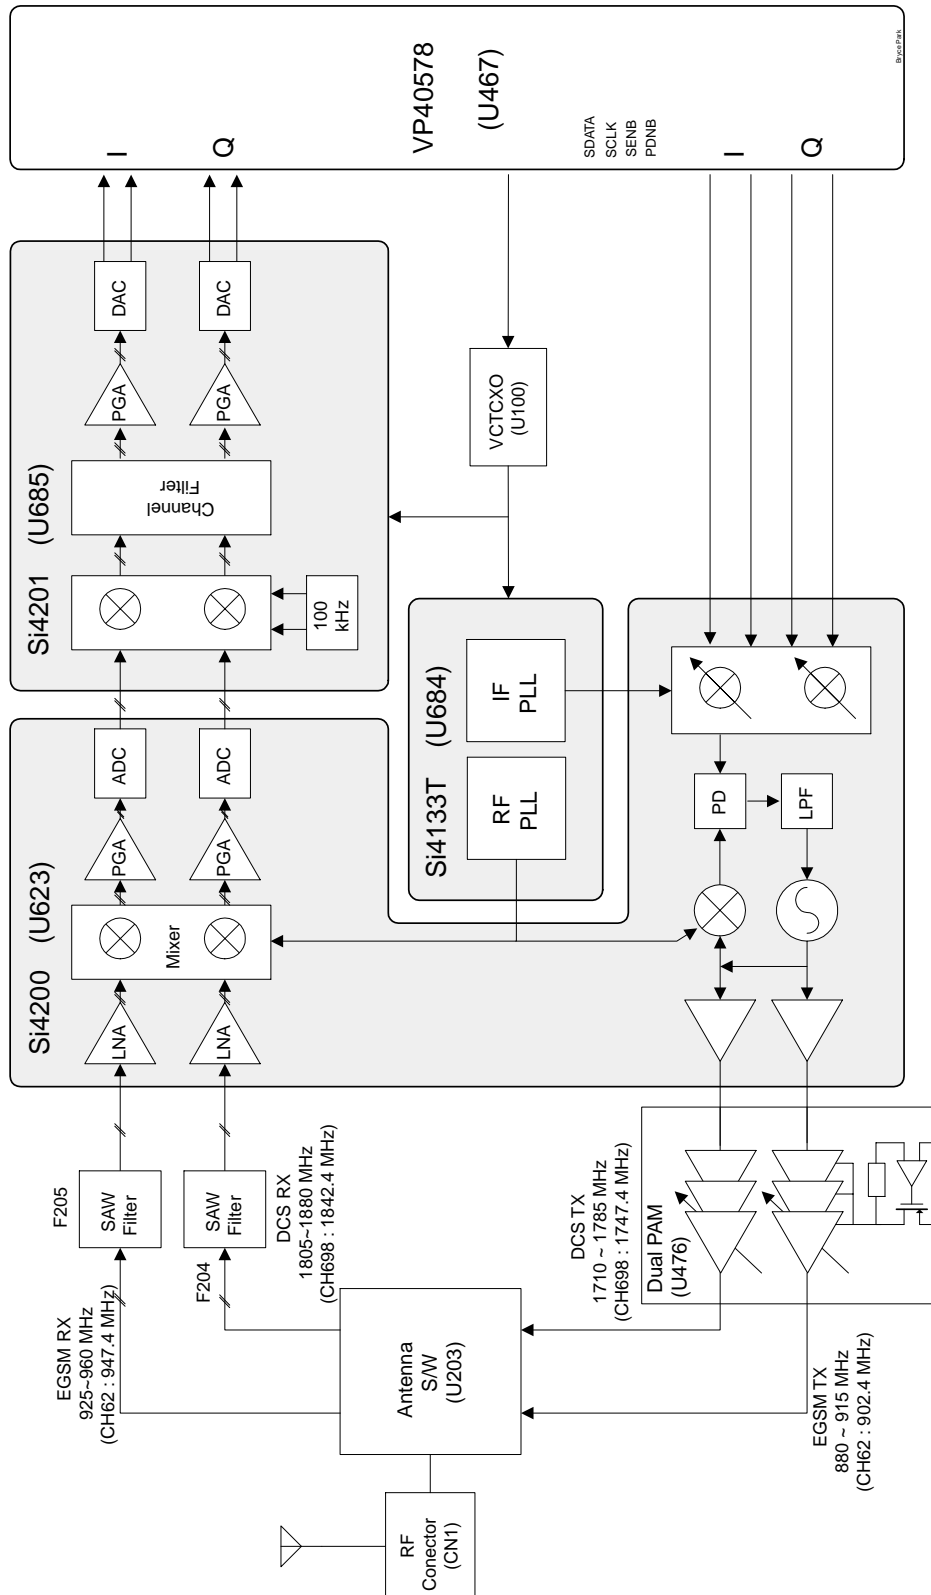 BrycePark
VP40578
(U467)
SDATA
SCLK
SENB
PDNB
I
Q
I
Q
DAC
DAC
PGA
PGA
Channel
Filter
Si4201 (U685)
100
kHz
VCTCXO
(U100)
Si4133T (U684)
IF
PLL
RF
PLL
Si4200 (U623)
ADC
ADC
PGA
PGA
Mixer
LNA
LNA
PD
LPF
F205
SAW
Filter
SAW
Filter
F204
EGSM RX
925~960 MHz
(CH62 : 947.4 MHz)
DCS RX
1805~1880 MHz
(CH698 : 1842.4 MHz)
DCS TX
1710 ~ 1785 MHz
(CH698 : 1747.4 MHz)
Dual PAM
(U476)
EGSM TX
880 ~ 915 MHz
(CH62 : 902.4 MHz)
Antenna
S/W
(U203)
RF
Conector
(CN1)